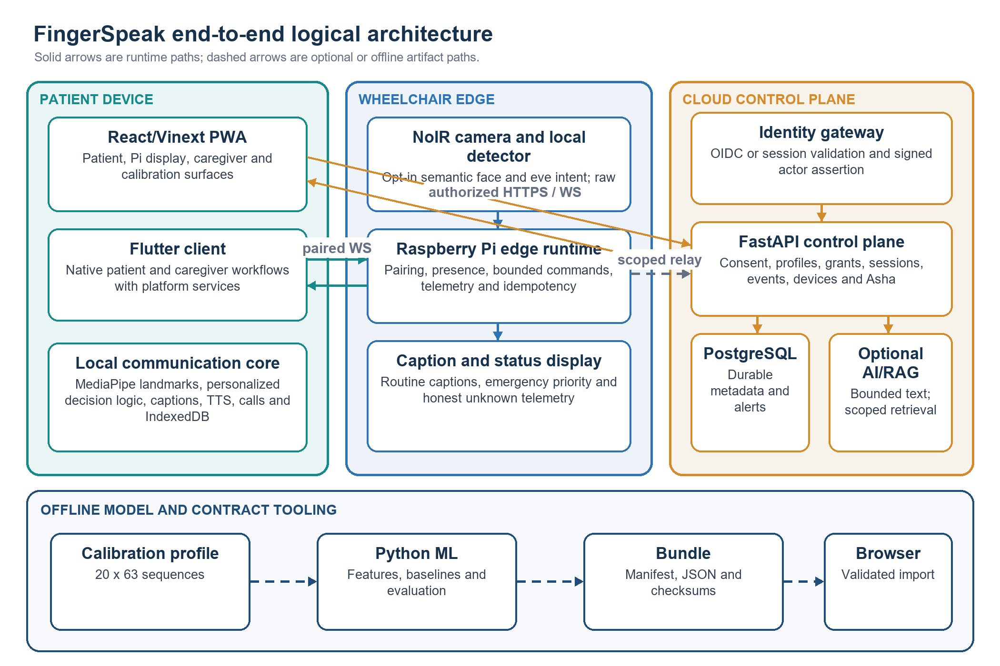 FingerSpeak end-to-end logical architecture
Solid arrows are runtime paths; dashed arrows are optional or offline artifact paths.
PATIENT DEVICE
React/Vinext PWA
Patient, Pi display, caregiver and
calibration surfaces
Flutter client
Native patient and caregiver workflows
with platform services
Local communication core
MediaPipe landmarks, personalized
decision logic, captions, TTS, calls and
IndexedDB
paired WS
WHEELCHAIR EDGE
NoIR camera and local
detector
Opt-in semantic face and eye intent; raw
authorized HTTPS / WS
Raspberry Pi edge runtime
Pairing, presence, bounded commands,
telemetry and idempotency
Caption and status display
Routine captions, emergency priority and
honest unknown telemetry
scoped relay
CLOUD CONTROL PLANE
Identity gateway
OIDC or session validation and signed
actor assertion
FastAPI control plane
Consent, profiles, grants, sessions,
events, devices and Asha
PostgreSQL
Durable
metadata and
alerts
Optional
AI/RAG
Bounded text;
scoped retrieval
OFFLINE MODEL AND CONTRACT TOOLING
Calibration profile
20 x 63 sequences
Python ML
Features, baselines and
evaluation
Bundle
Manifest, JSON and
checksums
Browser
Validated import